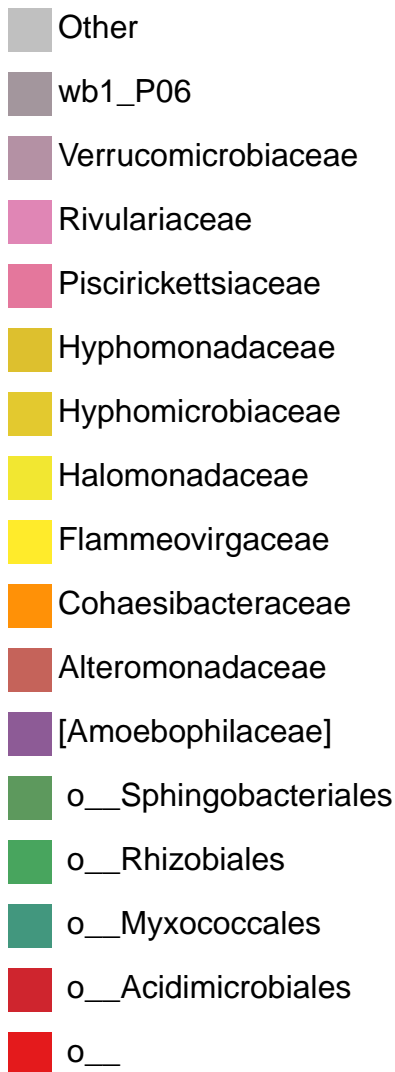 Other
wb1_P06
Verrucomicrobiaceae
Rivulariaceae
Piscirickettsiaceae
Hyphomonadaceae
Hyphomicrobiaceae
Halomonadaceae
Flammeovirgaceae
Cohaesibacteraceae
Alteromonadaceae
[Amoebophilaceae]
o__Sphingobacteriales
o__Rhizobiales
o__Myxococcales
o__Acidimicrobiales
o__